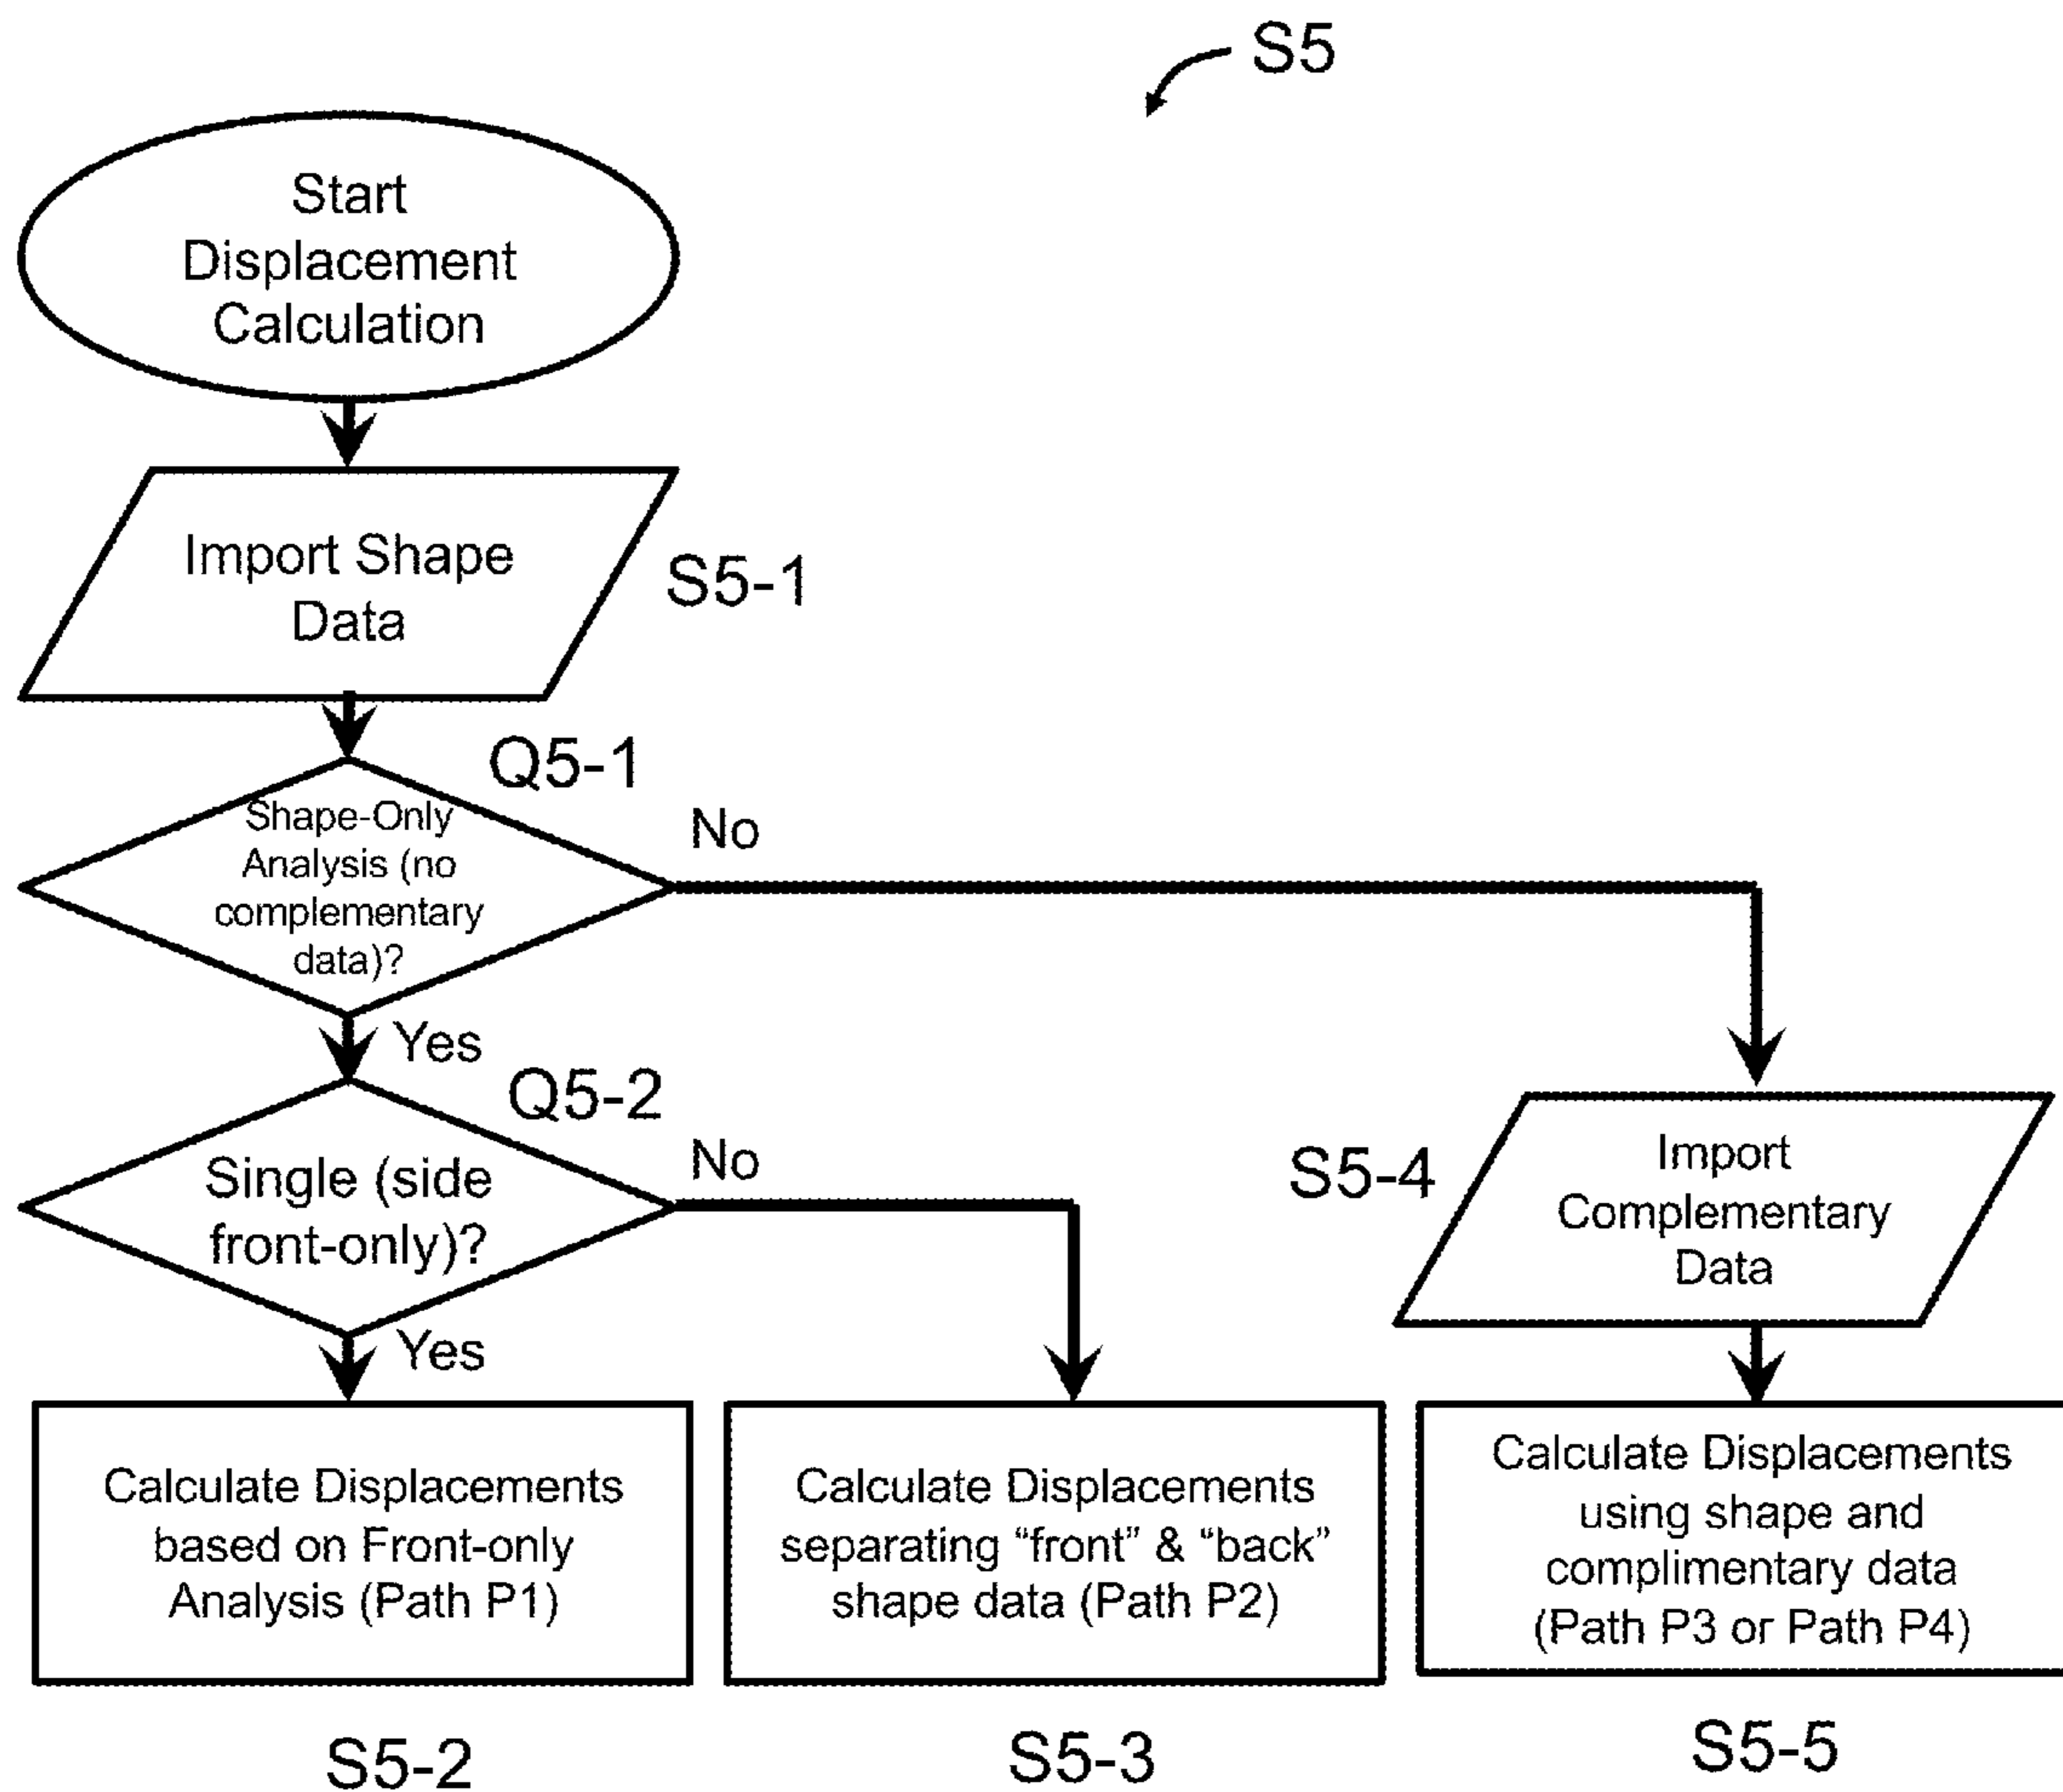 S5
Start
Displacement
Calculation
Import Shape
Data
S5-1
Q5-1
Shape-Only
Analysis (no
complementary
data)?
No
Yes
Q5-2
Single (side
front-only)?
No
Yes
S5-4
Import
Complementary
Data
Calculate Displacements
based on Front-only
Analysis (Path P1)
S5-2
Calculate Displacements
separating “front” & “back”
shape data (Path P2)
S5-3
Calculate Displacements
using shape and
complimentary data
(Path P3 or Path P4)
S5-5